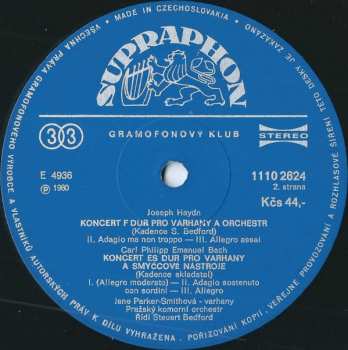 MADE IN CZECHOSLOVAKIA • VŠECHNA PRÁVA GRAMOFONOVÉHO VÝROBCE A VLASTNÍKŮ AUTORSKÝCH PRÁV K DÍLU VYHRAŽENA. POŘIZOVÁNÍ KOPIÍ, VEŘEJNÉ PROVOZOVÁNÍ A ROZHLASOVÉ ŠÍŘENÍ TÉTO DESKY JE ZAKÁZÁNO
SUPRAPHON
33
GRAMOFONOVÝ KLUB
STEREO
E 4936
1110 2624
℗ 1980
2. strana
Kčs 44,-
Joseph Haydn
KONCERT F DUR PRO VARHANY A ORCHESTR
(Kadence S. Bedford)
II. Adagio ma non troppo — III. Allegro assai
Carl Philipp Emanuel Bach
KONCERT ES DUR PRO VARHANY
A SMYČCOVÉ NÁSTROJE
(Kadence skladatel)
I. (Allegro moderato) — II. Adagio sostenuto
con sordini — III. Allegro
Jane Parker-Smithová - varhany
Pražský komorní orchestr
Řídí Steuart Bedford